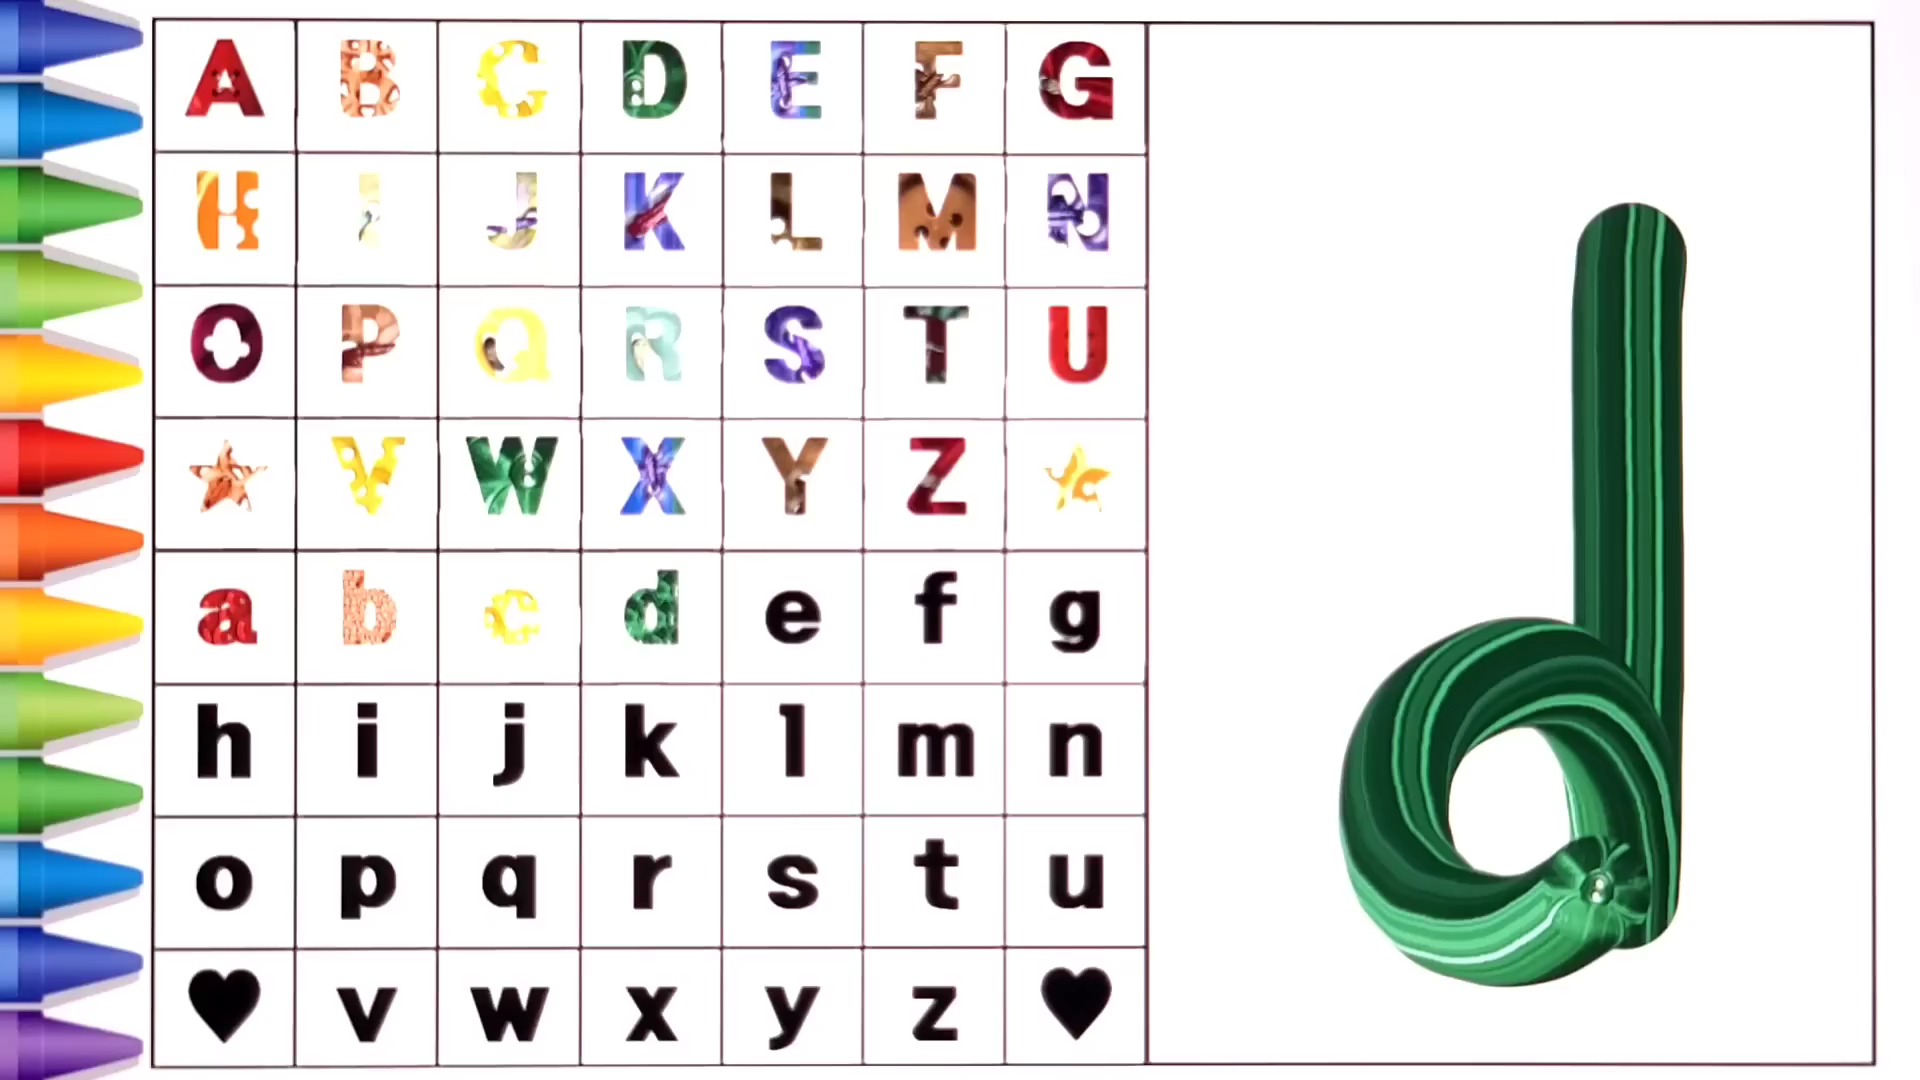 A B C D E F G
H I J K L M N
O P Q R S T U
V W X Y Z
a b c d e f g
h i j k l m n
o p q r s t u
v w x y z
d